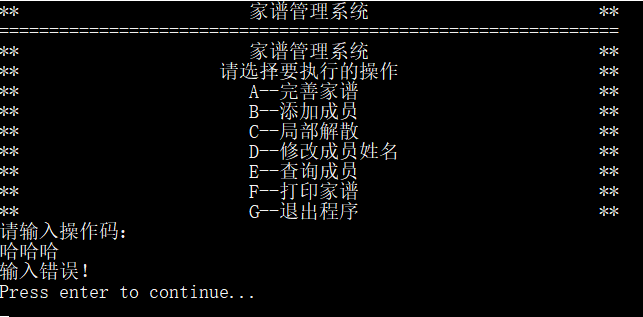 **                       家谱管理系统                       **
==============================================================
**                       家谱管理系统                       **
**                    请选择要执行的操作                    **
**                       A--完善家谱                        **
**                       B--添加成员                        **
**                       C--局部解散                        **
**                       D--修改成员姓名                    **
**                       E--查询成员                        **
**                       F--打印家谱                        **
**                       G--退出程序                        **
请输入操作码：
哈哈哈
输入错误！
Press enter to continue...